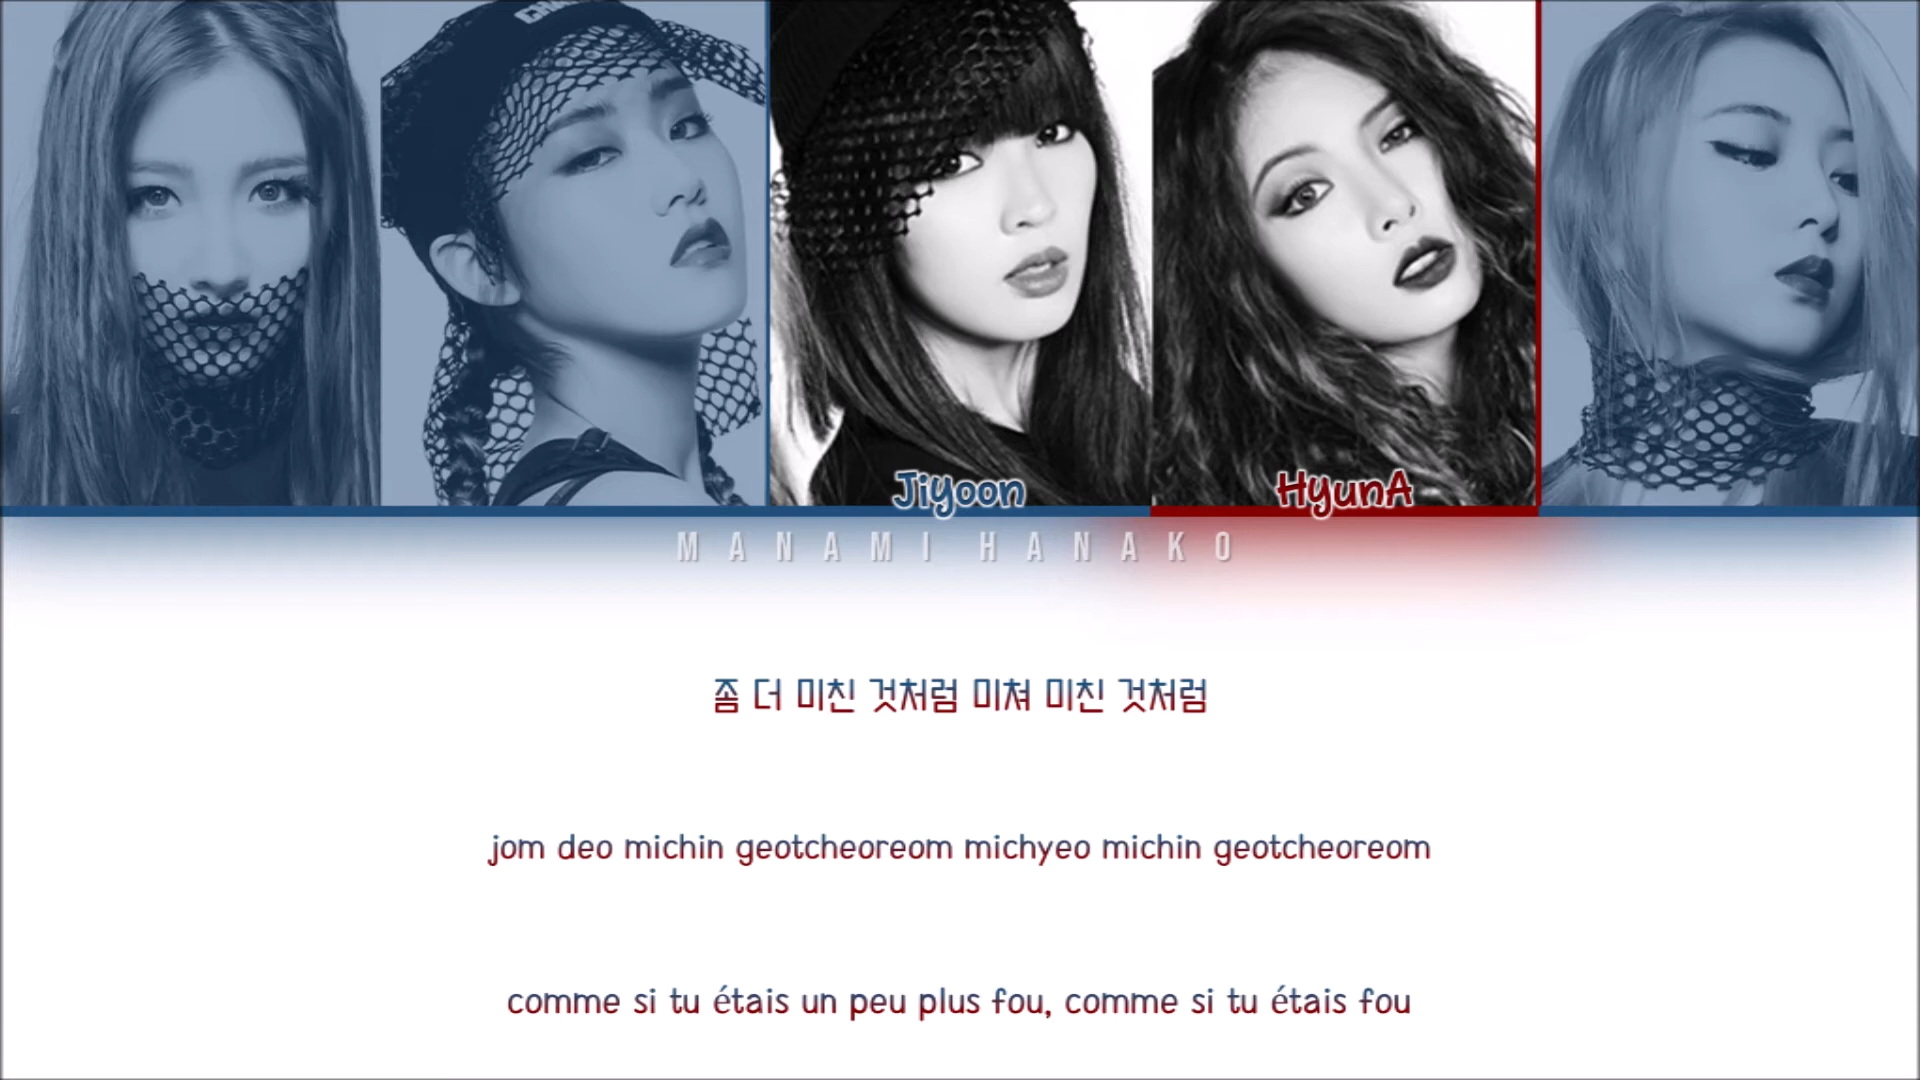 Jiyoon
HyunA
MANAMI HANAKO
좀 더 미친 것처럼 미쳐 미친 것처럼
jom deo michin geotcheoreom michyeo michin geotcheoreom
comme si tu étais un peu plus fou, comme si tu étais fou